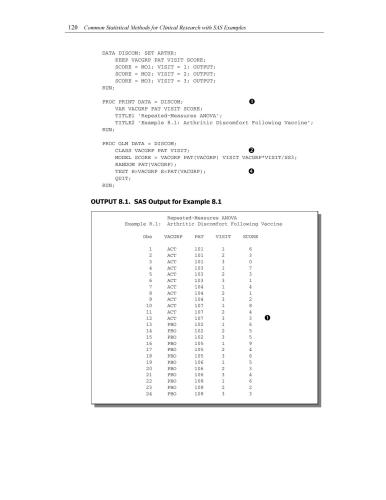 120 Common Statistical Methods for Clinical Research with SAS Examples
DATA DISCOM; SET ARTHR;
KEEP VACGRP PAT VISIT SCORE;
SCORE = MO1; VISIT = 1; OUTPUT;
SCORE = MO2; VISIT = 2; OUTPUT;
SCORE = MO3; VISIT = 3; OUTPUT;
RUN;
PROC PRINT DATA = DISCOM; ❶
VAR VACGRP PAT VISIT SCORE;
TITLE1 'Repeated-Measures ANOVA';
TITLE2 'Example 8.1: Arthritic Discomfort Following Vaccine';
RUN;
PROC GLM DATA = DISCOM;
CLASS VACGRP PAT VISIT; ❷
MODEL SCORE = VACGRP PAT(VACGRP) VISIT VACGRP*VISIT/SS3;
RANDOM PAT(VACGRP);
TEST H=VACGRP E=PAT(VACGRP); ❹
QUIT;
RUN;
OUTPUT 8.1. SAS Output for Example 8.1
Repeated-Measures ANOVA
Example 8.1: Arthritic Discomfort Following Vaccine
Obs VACGRP PAT VISIT SCORE
1 ACT 101 1 6
2 ACT 101 2 3
3 ACT 101 3 0
4 ACT 103 1 7
5 ACT 103 2 3
6 ACT 103 3 1
7 ACT 104 1 4
8 ACT 104 2 1
9 ACT 104 3 2
10 ACT 107 1 8
11 ACT 107 2 4
12 ACT 107 3 3 ❶
13 PBO 102 1 6
14 PBO 102 2 5
15 PBO 102 3 5
16 PBO 105 1 9
17 PBO 105 2 4
18 PBO 105 3 6
19 PBO 106 1 5
20 PBO 106 2 3
21 PBO 106 3 4
22 PBO 108 1 6
23 PBO 108 2 2
24 PBO 108 3 3